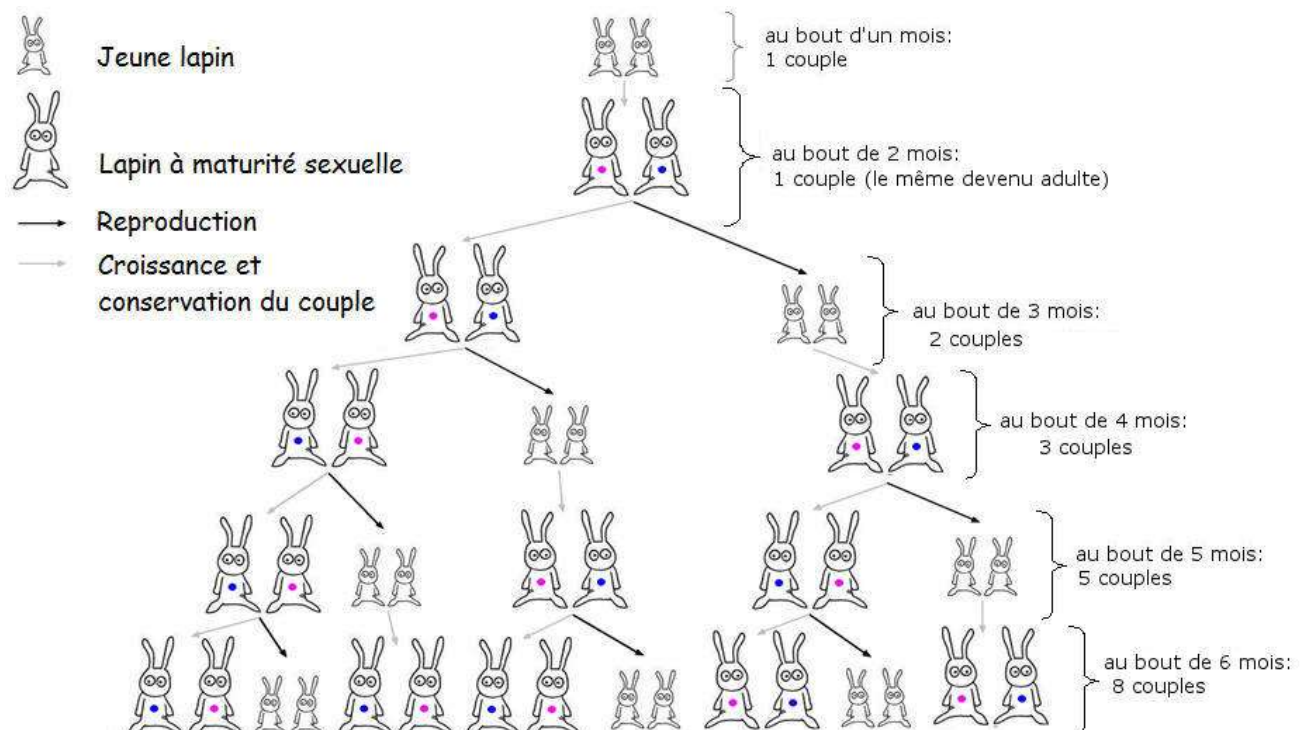 Jeune lapin
Lapin à maturité sexuelle
Reproduction
Croissance et
conservation du couple
au bout d'un mois:
1 couple
au bout de 2 mois:
1 couple (le même devenu adulte)
au bout de 3 mois:
2 couples
au bout de 4 mois:
3 couples
au bout de 5 mois:
5 couples
au bout de 6 mois:
8 couples